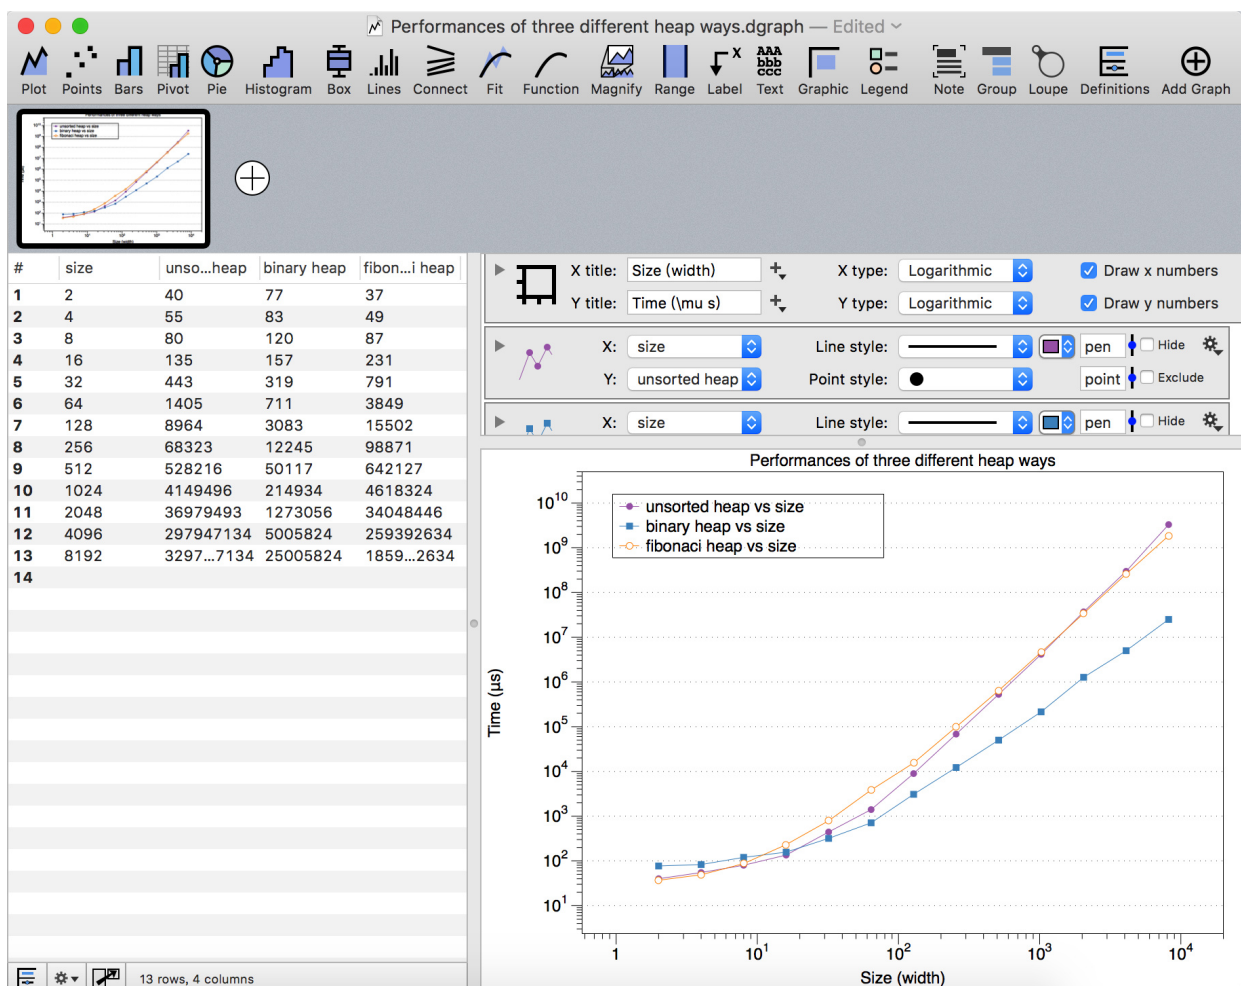 Performances of three different heap ways.dgraph — Edited
Plot Points Bars Pivot Pie Histogram Box Lines Connect Fit Function Magnify Range Label Text Graphic Legend Note Group Loupe Definitions Add Graph
# size unso...heap binary heap fibon...i heap
1 2 40 77 37
2 4 55 83 49
3 8 80 120 87
4 16 135 157 231
5 32 443 319 791
6 64 1405 711 3849
7 128 8964 3083 15502
8 256 68323 12245 98871
9 512 528216 50117 642127
10 1024 4149496 214934 4618324
11 2048 36979493 1273056 34048446
12 4096 297947134 5005824 259392634
13 8192 3297...7134 25005824 1859...2634
14
13 rows, 4 columns
X title: Size (width) X type: Logarithmic Draw x numbers
Y title: Time (\mu s) Y type: Logarithmic Draw y numbers
X: size Line style: pen Hide
Y: unsorted heap Point style: point Exclude
X: size Line style: pen Hide
Performances of three different heap ways
unsorted heap vs size
binary heap vs size
fibonaci heap vs size
10^10
10^9
10^8
10^7
10^6
10^5
10^4
10^3
10^2
10^1
Time (µs)
1 10^1 10^2 10^3 10^4
Size (width)